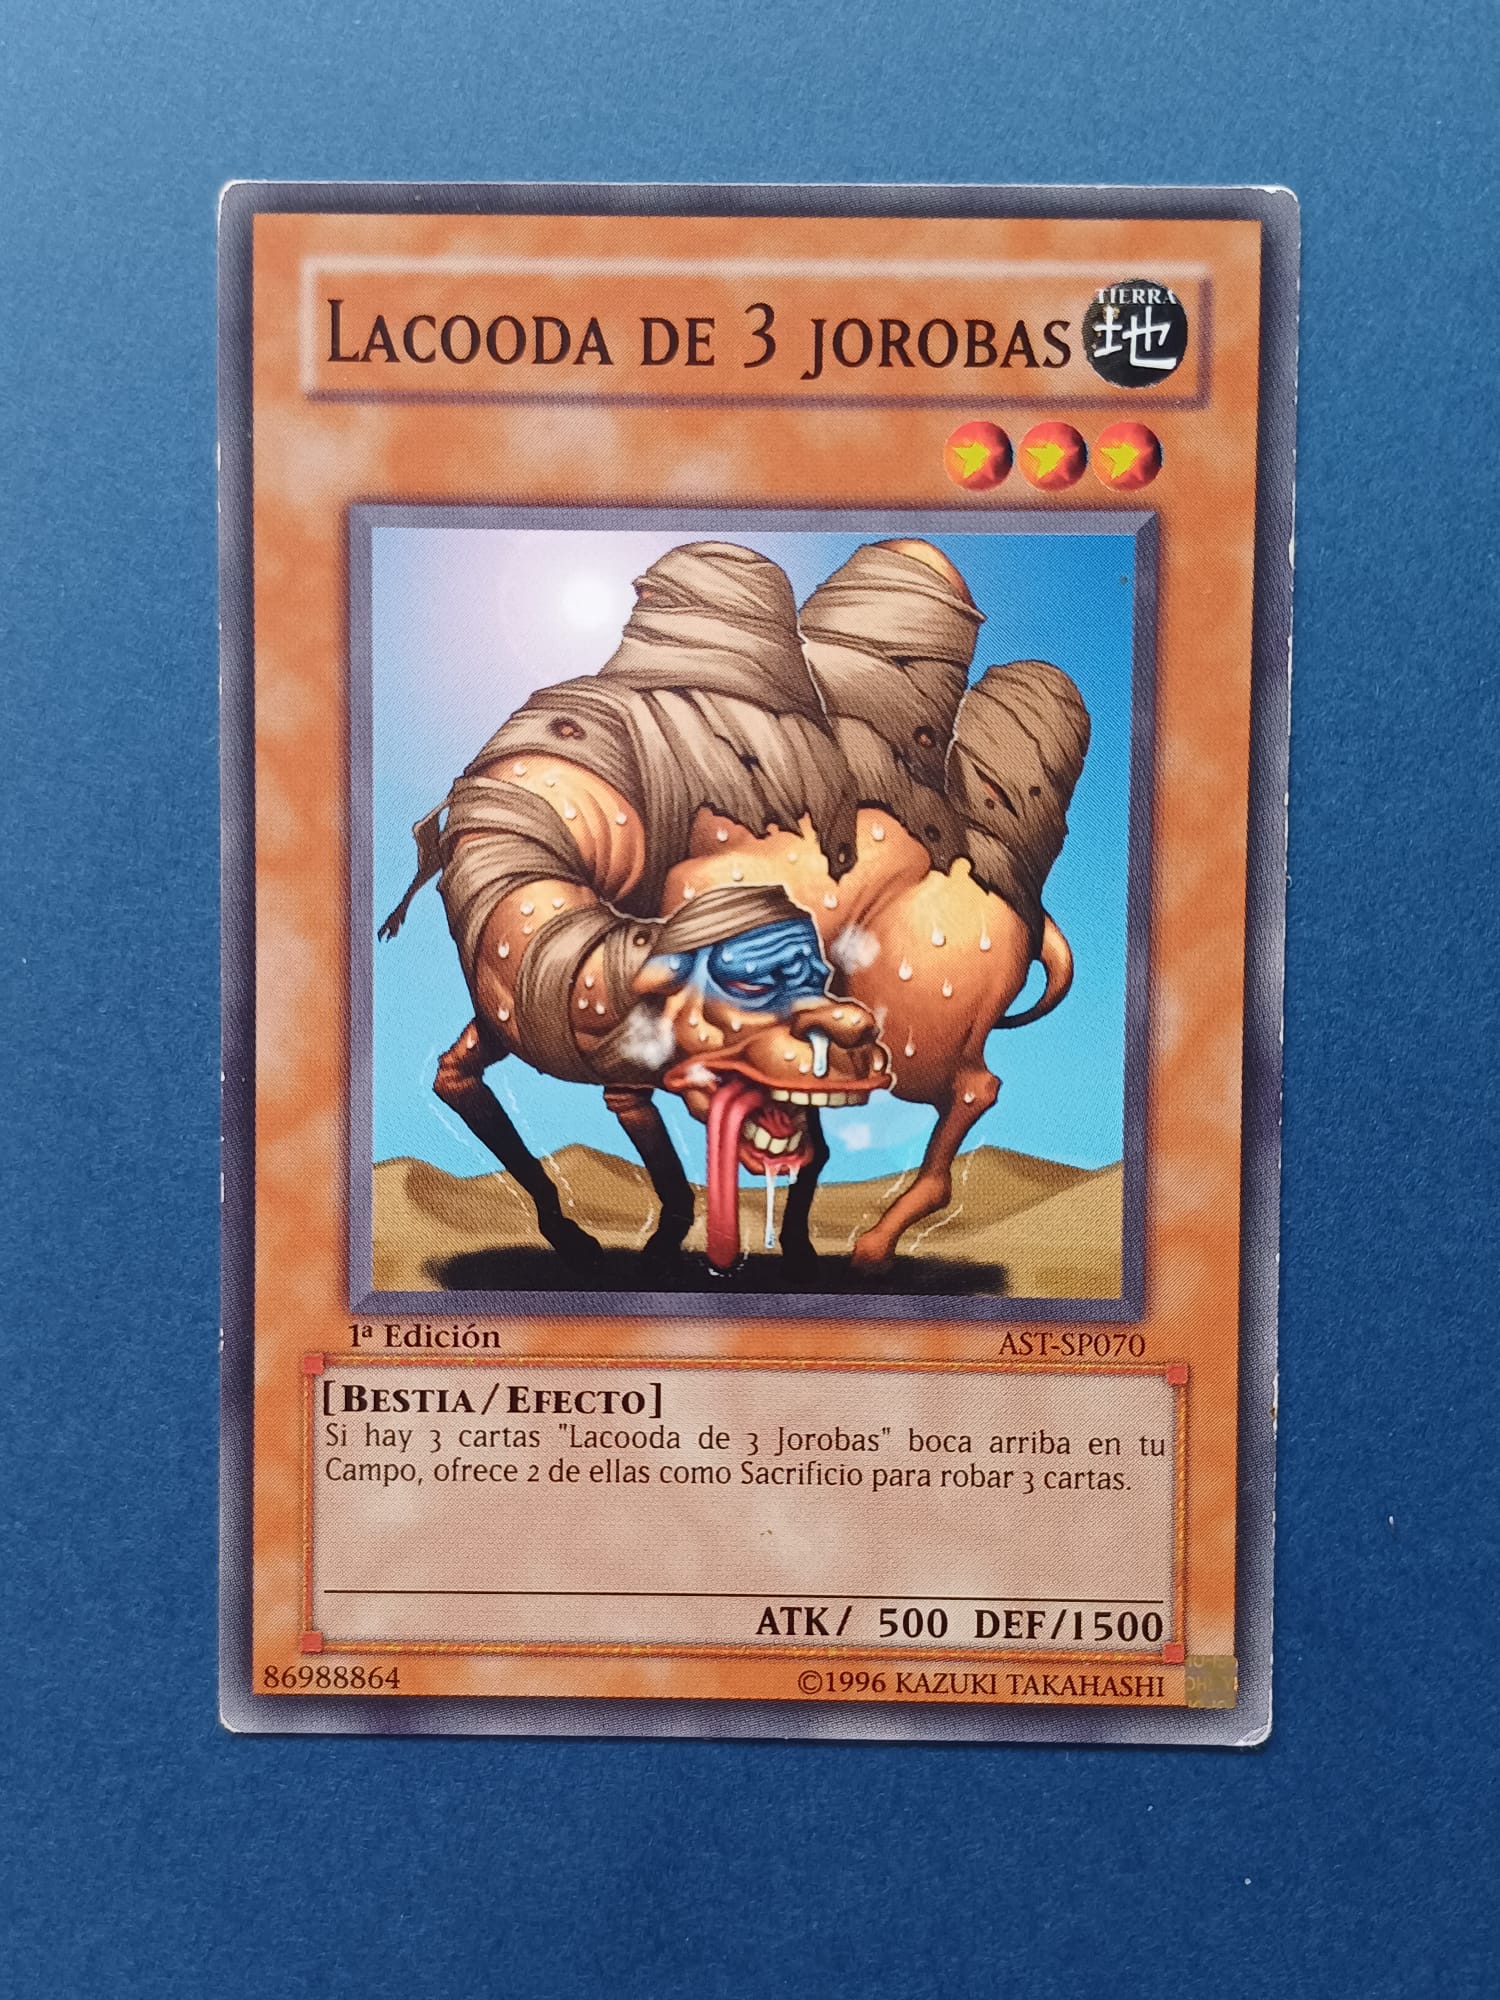 LACOODA DE 3 JOROBAS
TIERRA
地
1ª Edición
AST-SP070
[BESTIA/EFECTO]
Si hay 3 cartas "Lacooda de 3 Jorobas" boca arriba en tu
Campo, ofrece 2 de ellas como Sacrificio para robar 3 cartas.
ATK/ 500 DEF/1500
86988864
©1996 KAZUKI TAKAHASHI